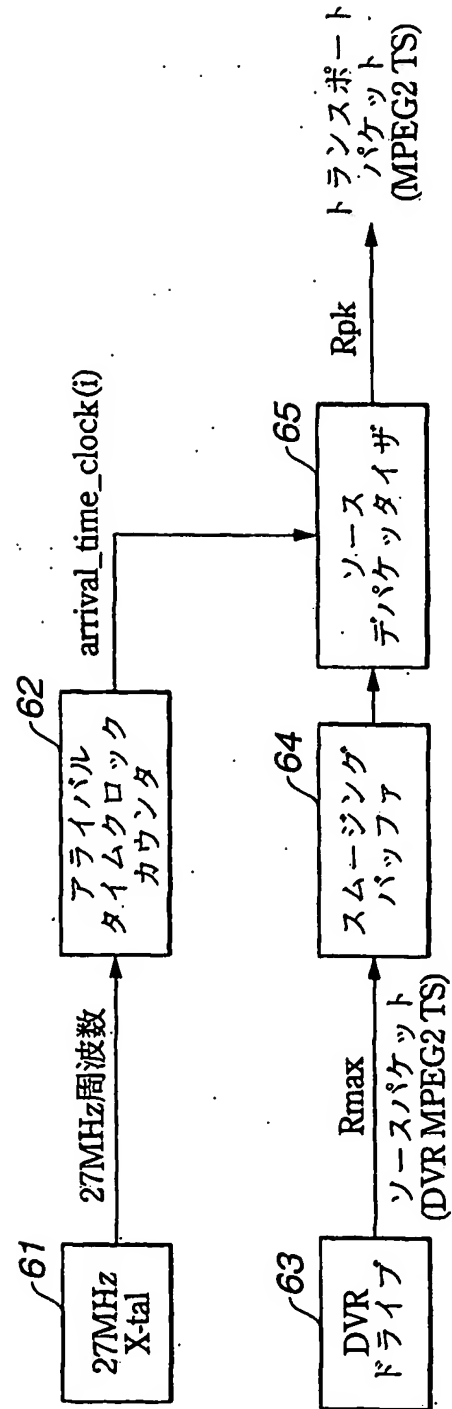 61
27MHz
X-tal
27MHz周波数
62
アライバル
タイムクロック
カウンタ
arrival_time_clock(i)
63
DVR
ドライブ
Rmax
ソースパケット
(DVR MPEG2 TS)
64
スムージング
バッファ
65
ソース
デパケッタイザ
Rpk
トランスポート
パケット
(MPEG2 TS)